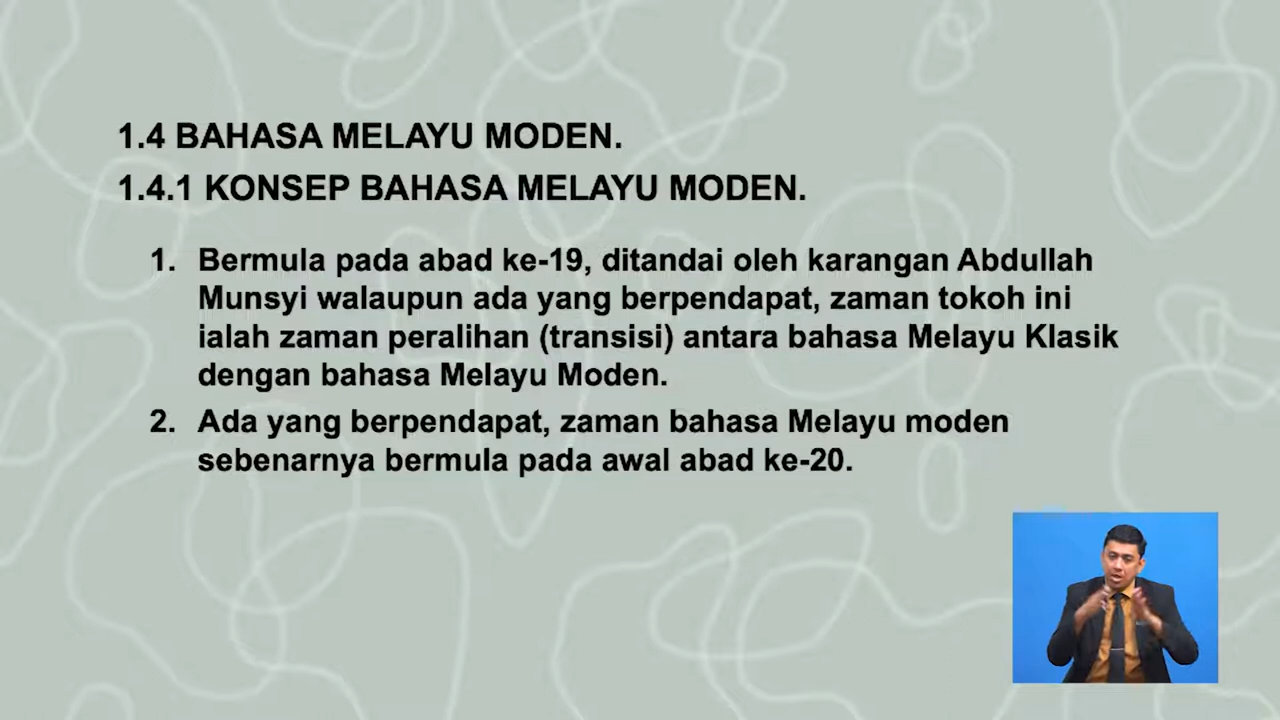 1.4 BAHASA MELAYU MODEN.
1.4.1 KONSEP BAHASA MELAYU MODEN.
1. Bermula pada abad ke-19, ditandai oleh karangan Abdullah
Munsyi walaupun ada yang berpendapat, zaman tokoh ini
ialah zaman peralihan (transisi) antara bahasa Melayu Klasik
dengan bahasa Melayu Moden.
2. Ada yang berpendapat, zaman bahasa Melayu moden
sebenarnya bermula pada awal abad ke-20.